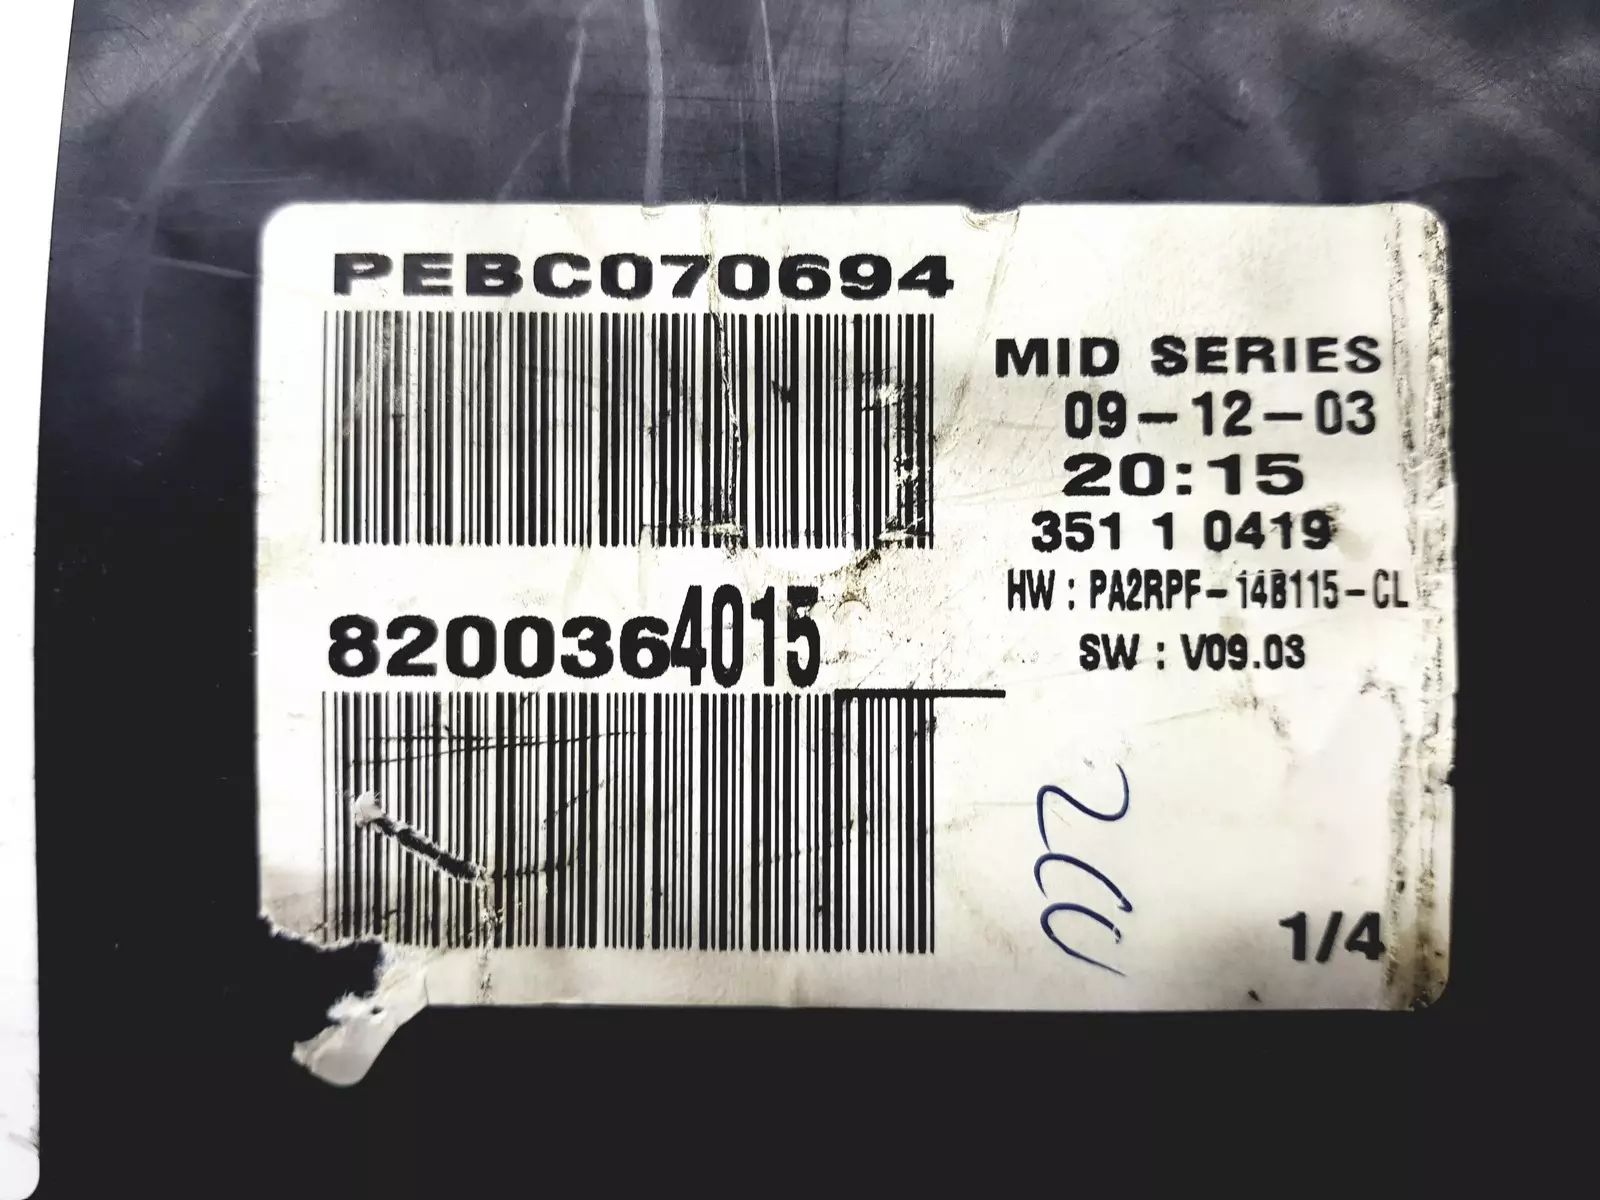 PEBC070694
MID SERIES
09-12-03
20:15
351 1 0419
HW : PA2RPF-14B115-CL
8200364015
SW : V09.03
1/4